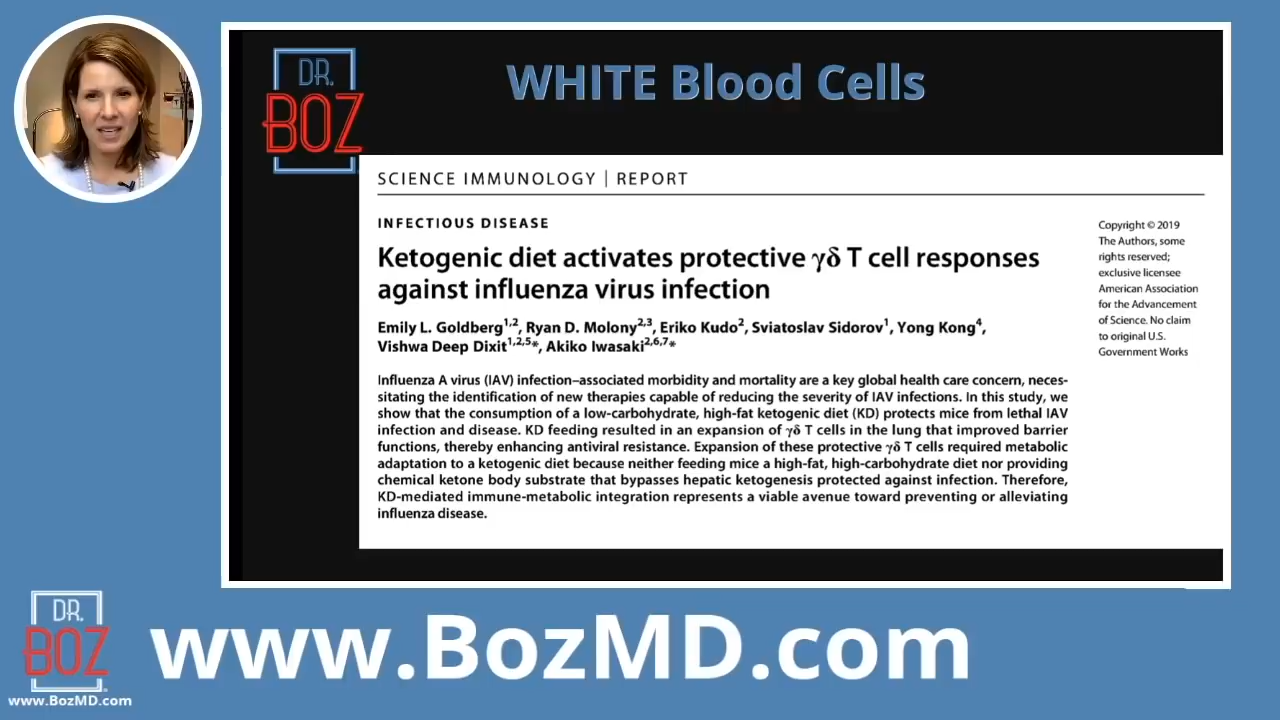 DR.
BOZ
WHITE Blood Cells
SCIENCE IMMUNOLOGY | REPORT
INFECTIOUS DISEASE
Ketogenic diet activates protective γδ T cell responses
against influenza virus infection
Emily L. Goldberg1,2, Ryan D. Molony2,3, Eriko Kudo2, Sviatoslav Sidorov1, Yong Kong4,
Vishwa Deep Dixit1,2,5*, Akiko Iwasaki2,6,7*
Influenza A virus (IAV) infection–associated morbidity and mortality are a key global health care concern, neces-
sitating the identification of new therapies capable of reducing the severity of IAV infections. In this study, we
show that the consumption of a low-carbohydrate, high-fat ketogenic diet (KD) protects mice from lethal IAV
infection and disease. KD feeding resulted in an expansion of γδ T cells in the lung that improved barrier
functions, thereby enhancing antiviral resistance. Expansion of these protective γδ T cells required metabolic
adaptation to a ketogenic diet because neither feeding mice a high-fat, high-carbohydrate diet nor providing
chemical ketone body substrate that bypasses hepatic ketogenesis protected against infection. Therefore,
KD-mediated immune-metabolic integration represents a viable avenue toward preventing or alleviating
influenza disease.
Copyright © 2019
The Authors, some
rights reserved;
exclusive licensee
American Association
for the Advancement
of Science. No claim
to original U.S.
Government Works
DR.
BOZ
www.BozMD.com
www.BozMD.com